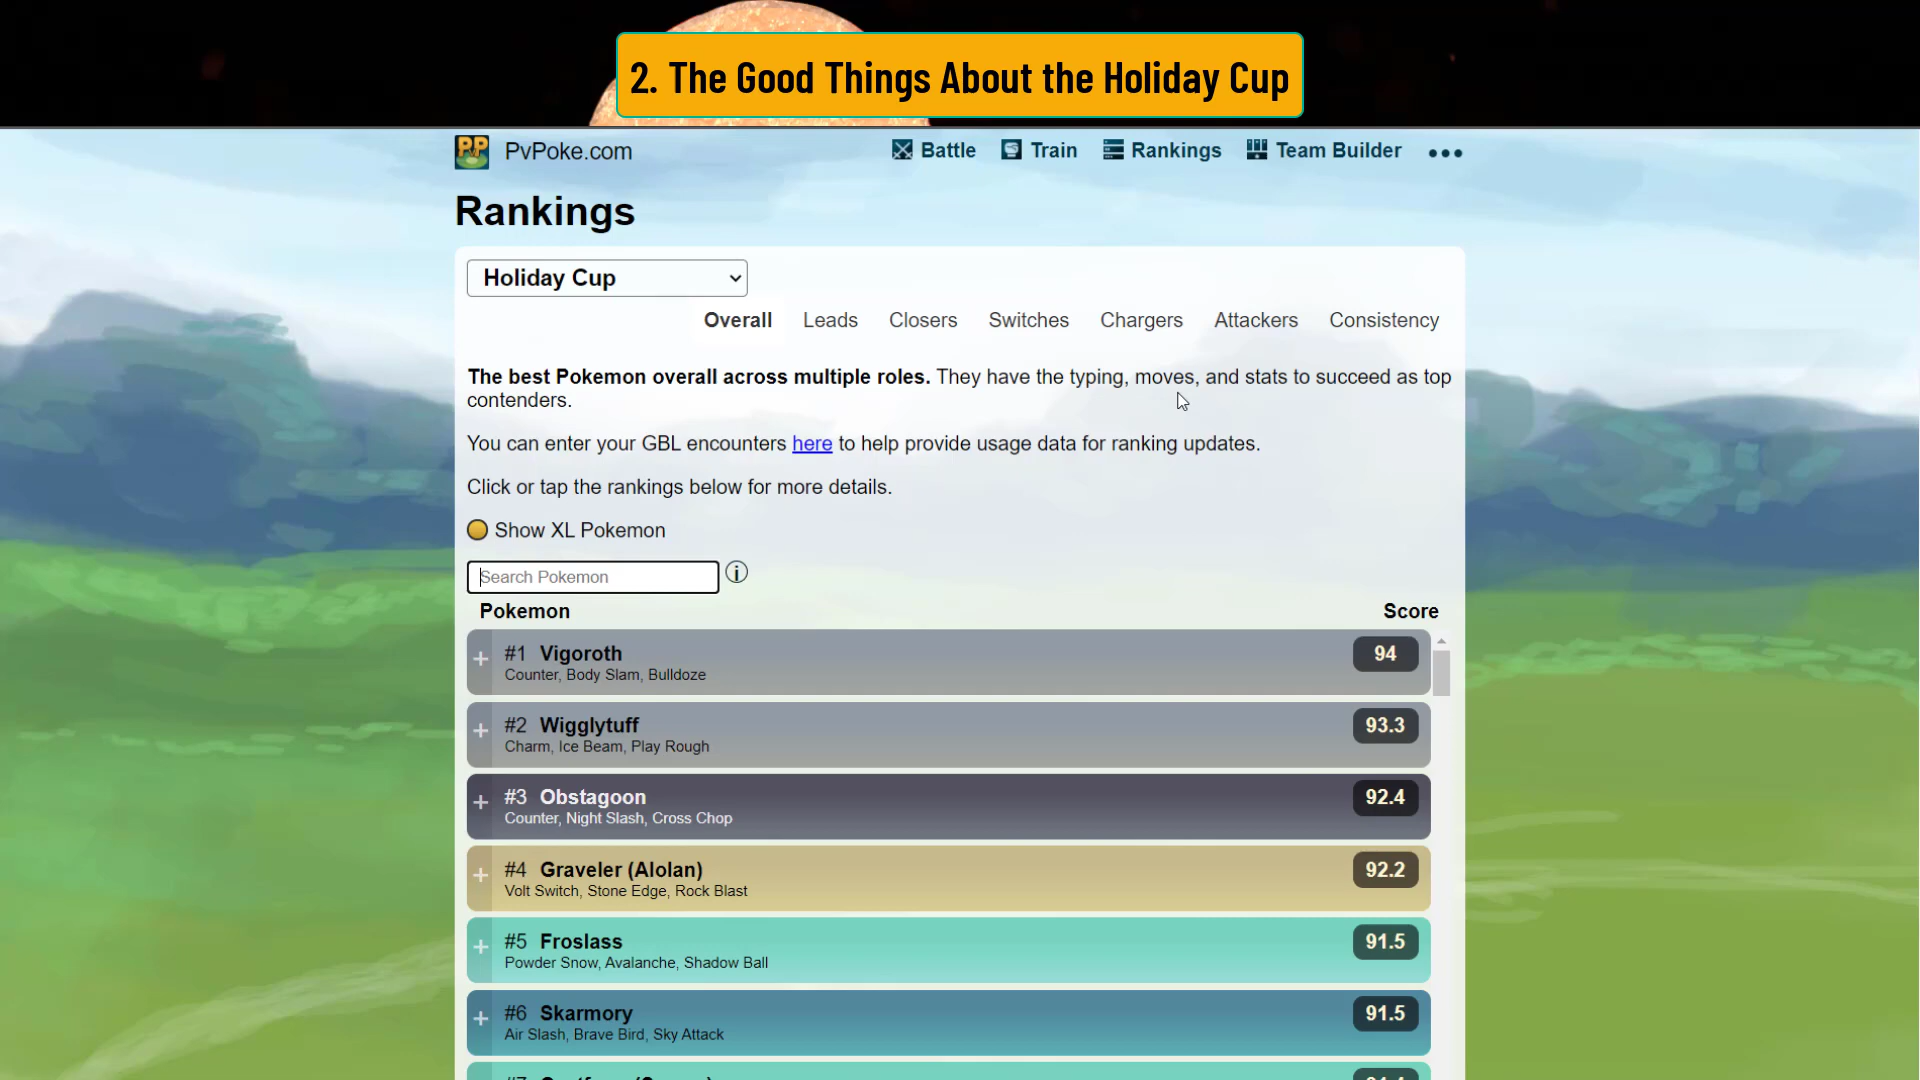 2. The Good Things About the Holiday Cup
PvPoke.com
Battle
Train
Rankings
Team Builder
Rankings
Holiday Cup
Overall
Leads
Closers
Switches
Chargers
Attackers
Consistency
The best Pokemon overall across multiple roles. They have the typing, moves, and stats to succeed as top
contenders.
You can enter your GBL encounters here to help provide usage data for ranking updates.
Click or tap the rankings below for more details.
Show XL Pokemon
Search Pokemon
Pokemon
Score
#1 Vigoroth
94
Counter, Body Slam, Bulldoze
#2 Wigglytuff
93.3
Charm, Ice Beam, Play Rough
#3 Obstagoon
92.4
Counter, Night Slash, Cross Chop
#4 Graveler (Alolan)
92.2
Volt Switch, Stone Edge, Rock Blast
#5 Froslass
91.5
Powder Snow, Avalanche, Shadow Ball
#6 Skarmory
91.5
Air Slash, Brave Bird, Sky Attack